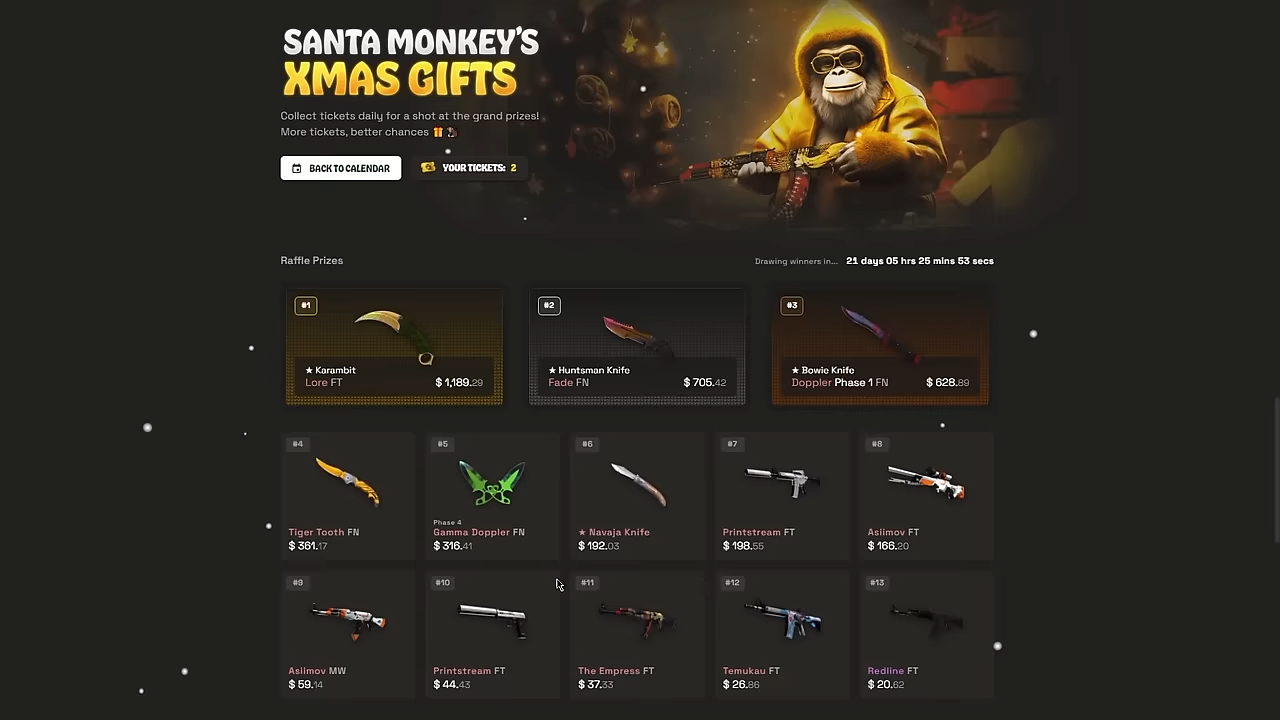 SANTA MONKEY'S
XMAS GIFTS
Collect tickets daily for a shot at the grand prizes!
More tickets, better chances
BACK TO CALENDAR
YOUR TICKETS: 2
Raffle Prizes
Drawing winners in... 21 days 05 hrs 25 mins 53 secs
#1
★ Karambit
Lore FT $ 1,189.29
#2
★ Huntsman Knife
Fade FN $ 705.42
#3
★ Bowie Knife
Doppler Phase 1 FN $ 628.89
#4
Tiger Tooth FN
$ 361.17
#5
Phase 4
Gamma Doppler FN
$ 316.41
#6
★ Navaja Knife
$ 192.03
#7
Printstream FT
$ 198.55
#8
Asiimov FT
$ 166.20
#9
Asiimov MW
$ 59.14
#10
Printstream FT
$ 44.43
#11
The Empress FT
$ 37.33
#12
Temukau FT
$ 26.86
#13
Redline FT
$ 20.62